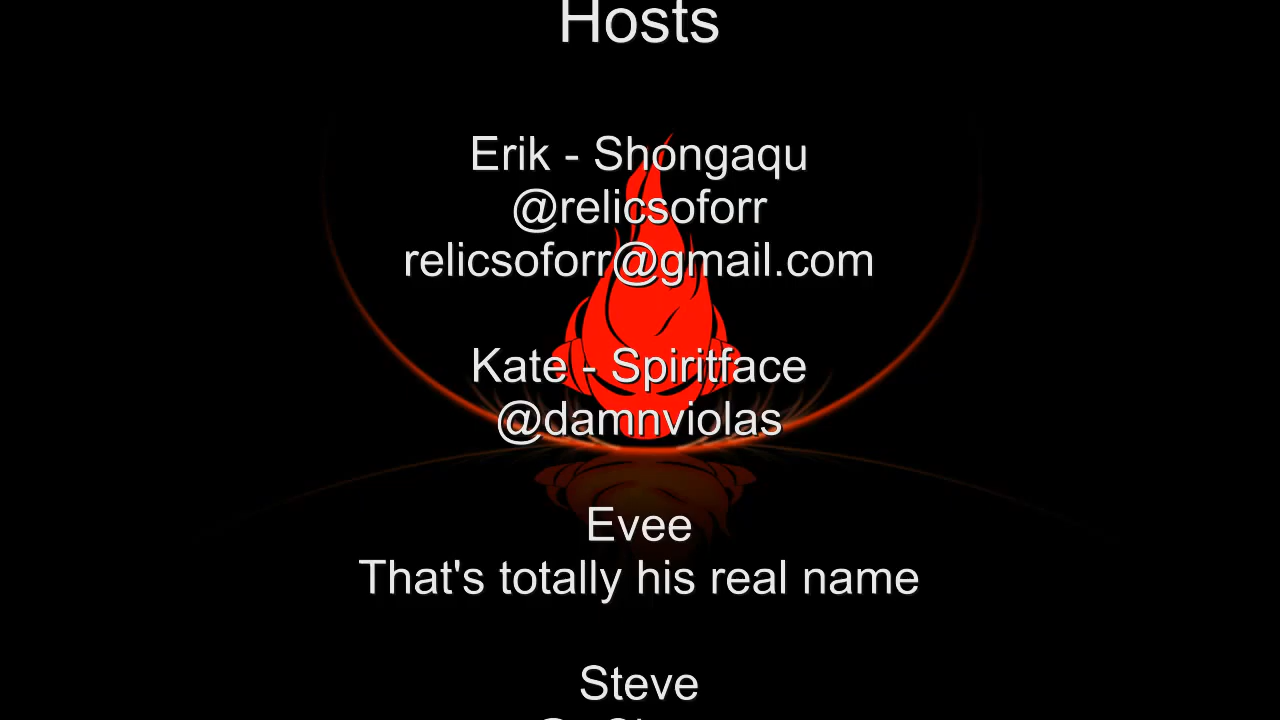 Hosts
Erik - Shongaqu
@relicsoforr
relicsoforr@gmail.com
Kate - Spiritface
@damnviolas
Evee
That's totally his real name
Steve